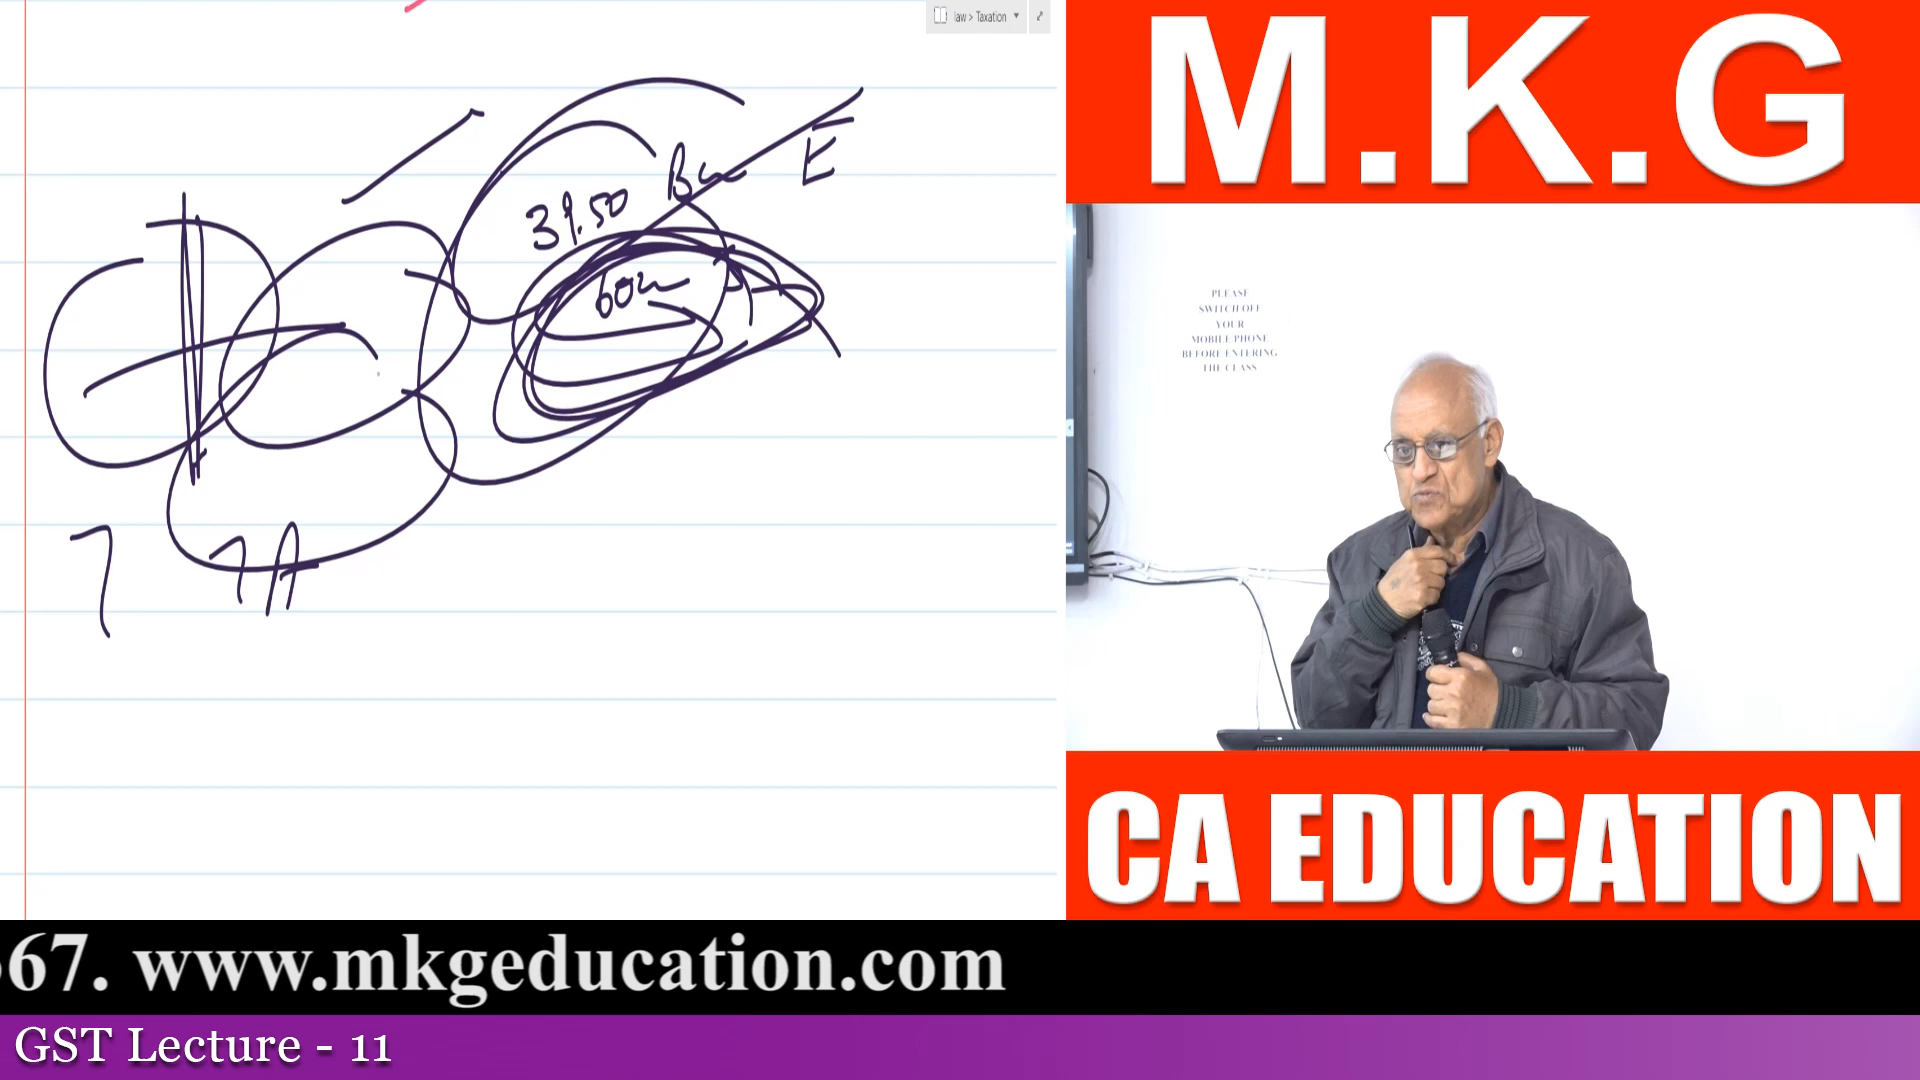 law > Taxation
M.K.G
E
39.50
PLEASE
SWITCH OFF
YOUR
MOBILE PHONE
BEFORE ENTERING
THE CLASS
7
7A
CA EDUCATION
67. www.mkgeducation.com
GST Lecture - 11